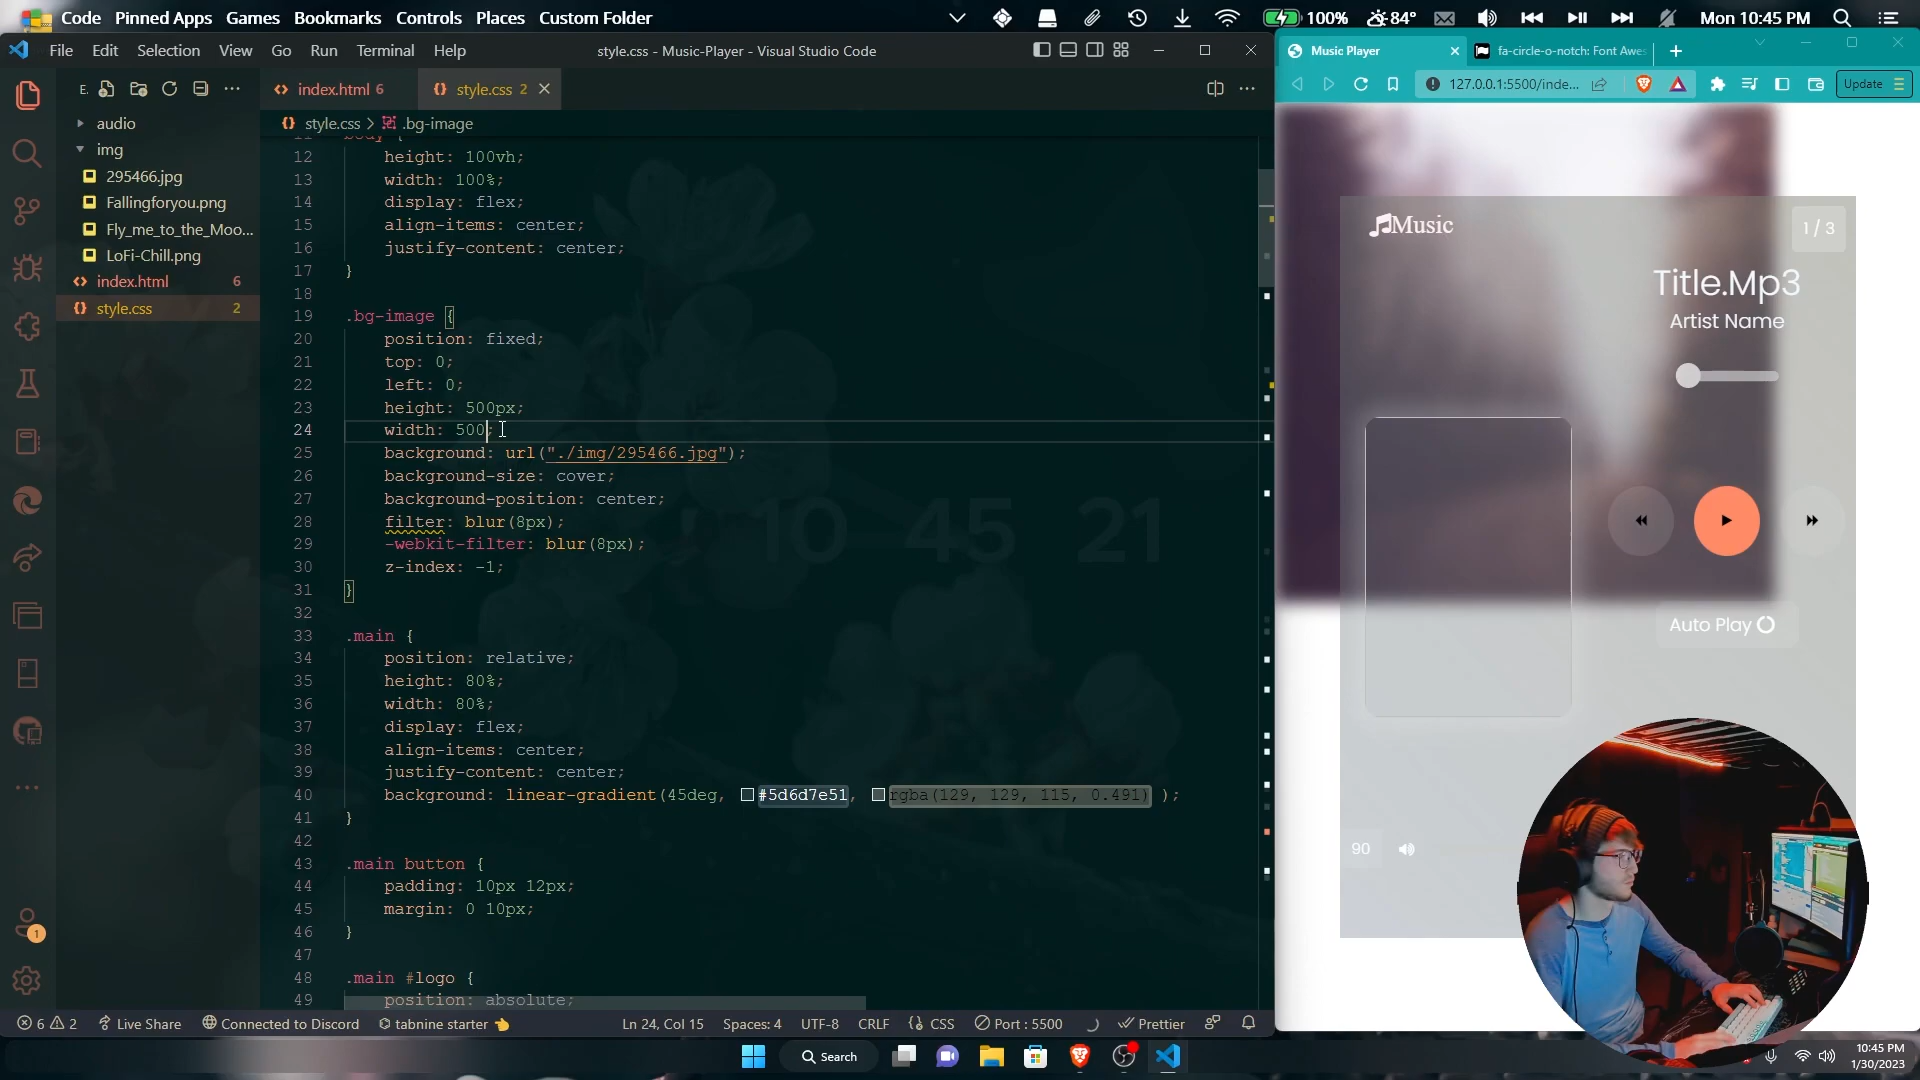 Code Pinned Apps Games Bookmarks Controls Places Custom Folder
100% 84° Mon 10:45 PM
File Edit Selection View Go Run Terminal Help
style.css - Music-Player - Visual Studio Code
Music Player
fa-circle-o-notch: Font Awes
127.0.0.1:5500/inde...
Update
E.
audio
img
295466.jpg
Fallingforyou.png
Fly_me_to_the_Moo...
LoFi-Chill.png
index.html 6
style.css 2
index.html 6
style.css 2
style.css > .bg-image
body {
12 height: 100vh;
13 width: 100%;
14 display: flex;
15 align-items: center;
16 justify-content: center;
17 }
18
19 .bg-image {
20 position: fixed;
21 top: 0;
22 left: 0;
23 height: 500px;
24 width: 500;
25 background: url("./img/295466.jpg");
26 background-size: cover;
27 background-position: center;
28 filter: blur(8px);
29 -webkit-filter: blur(8px);
30 z-index: -1;
31 }
32
33 .main {
34 position: relative;
35 height: 80%;
36 width: 80%;
37 display: flex;
38 align-items: center;
39 justify-content: center;
40 background: linear-gradient(45deg, #5d6d7e51, rgba(129, 129, 115, 0.491) );
41 }
42
43 .main button {
44 padding: 10px 12px;
45 margin: 0 10px;
46 }
47
48 .main #logo {
49 position: absolute;
10 45 21
Music
1 / 3
Title.Mp3
Artist Name
Auto Play
90
1
6 2 Live Share Connected to Discord tabnine starter Ln 24, Col 15 Spaces: 4 UTF-8 CRLF CSS Port : 5500 Prettier
Search
10:45 PM
1/30/2023